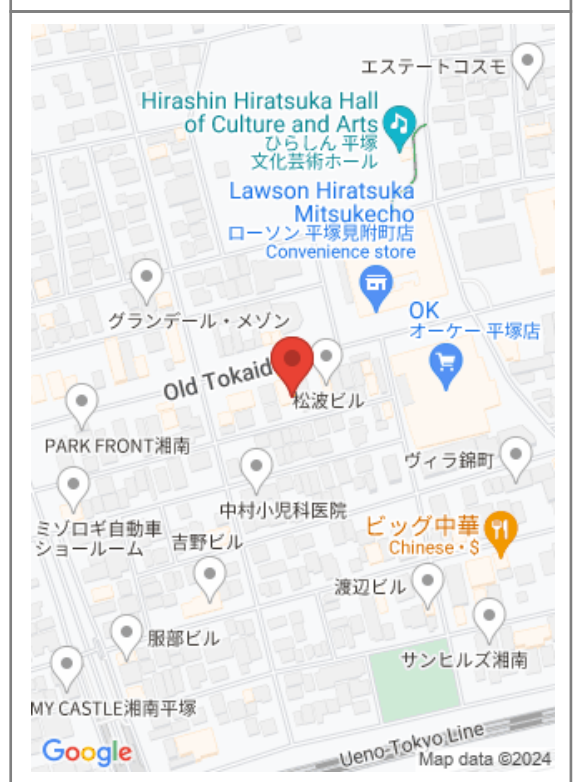 エステートコスモ
Hirashin Hiratsuka Hall
of Culture and Arts
ひらしん 平塚
文化芸術ホール
Lawson Hiratsuka
Mitsukecho
ローソン 平塚見附町店
Convenience store
グランデール・メゾン
OK
オーケー 平塚店
Old Tokaid
松波ビル
PARK FRONT湘南
ヴィラ錦町
中村小児科医院
ミゾロギ自動車
ショールーム
吉野ビル
ビッグ中華
Chinese • $
渡辺ビル
服部ビル
サンヒルズ湘南
MY CASTLE湘南平塚
Ueno-Tokyo Line
Google
Map data ©2024